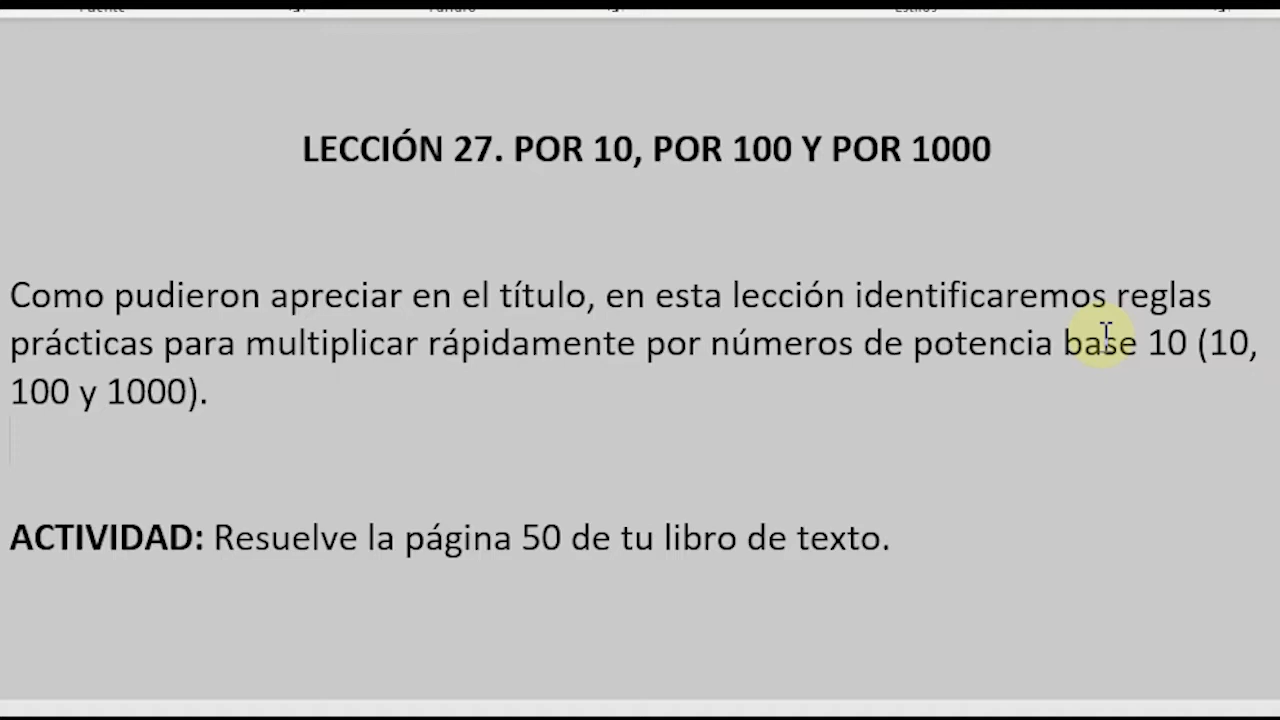 LECCIÓN 27. POR 10, POR 100 Y POR 1000
Como pudieron apreciar en el título, en esta lección identificaremos reglas
prácticas para multiplicar rápidamente por números de potencia base 10 (10,
100 y 1000).
ACTIVIDAD: Resuelve la página 50 de tu libro de texto.